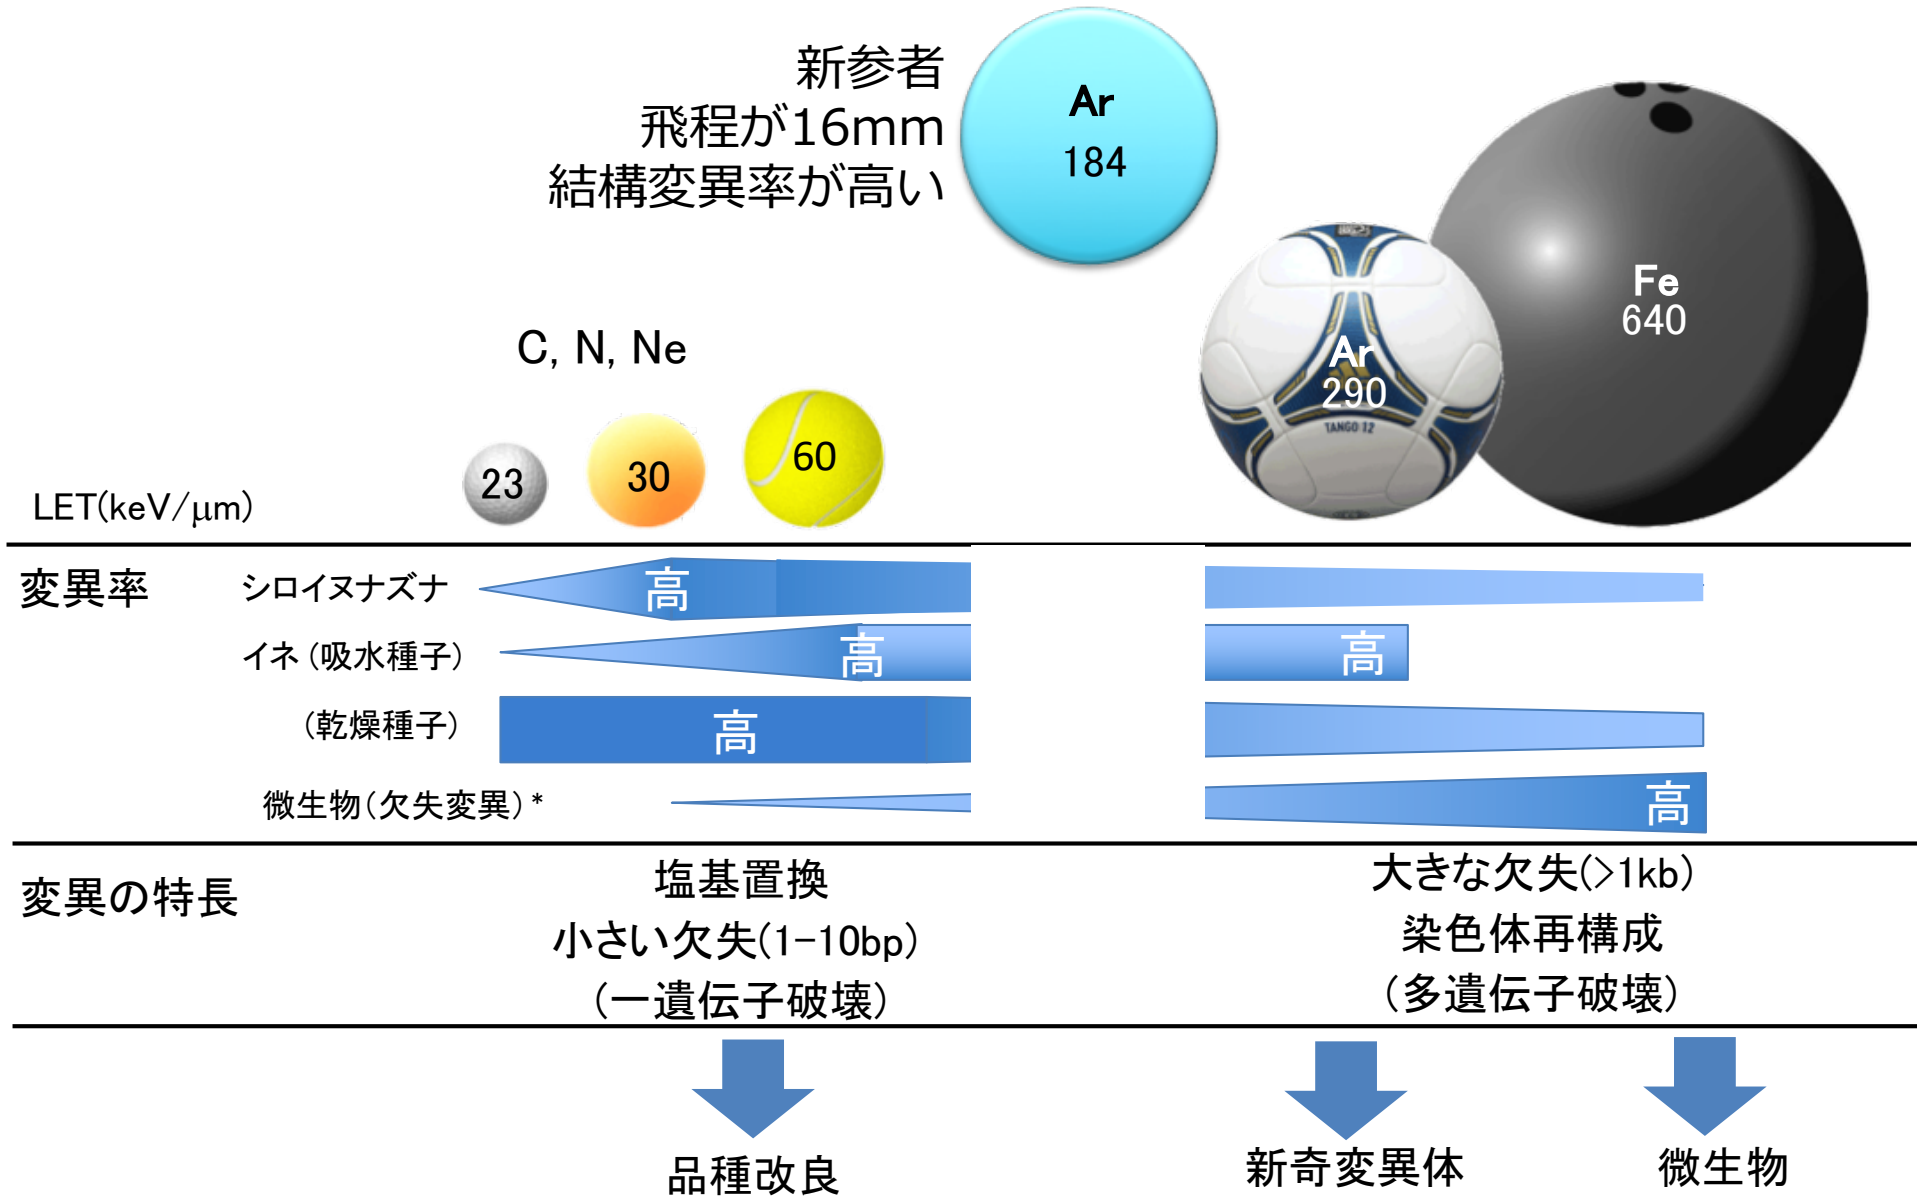 新参者
飛程が16mm
結構変異率が高い
Ar
184
Fe
640
C, N, Ne
Ar
290
TANGO 12
23
30
60
LET(keV/μm)
変異率
シロイヌナズナ
高
イネ (吸水種子)
高
高
(乾燥種子)
高
微生物(欠失変異) *
高
変異の特長
塩基置換
小さい欠失(1-10bp)
(一遺伝子破壊)
大きな欠失(>1kb)
染色体再構成
(多遺伝子破壊)
品種改良
新奇変異体
微生物